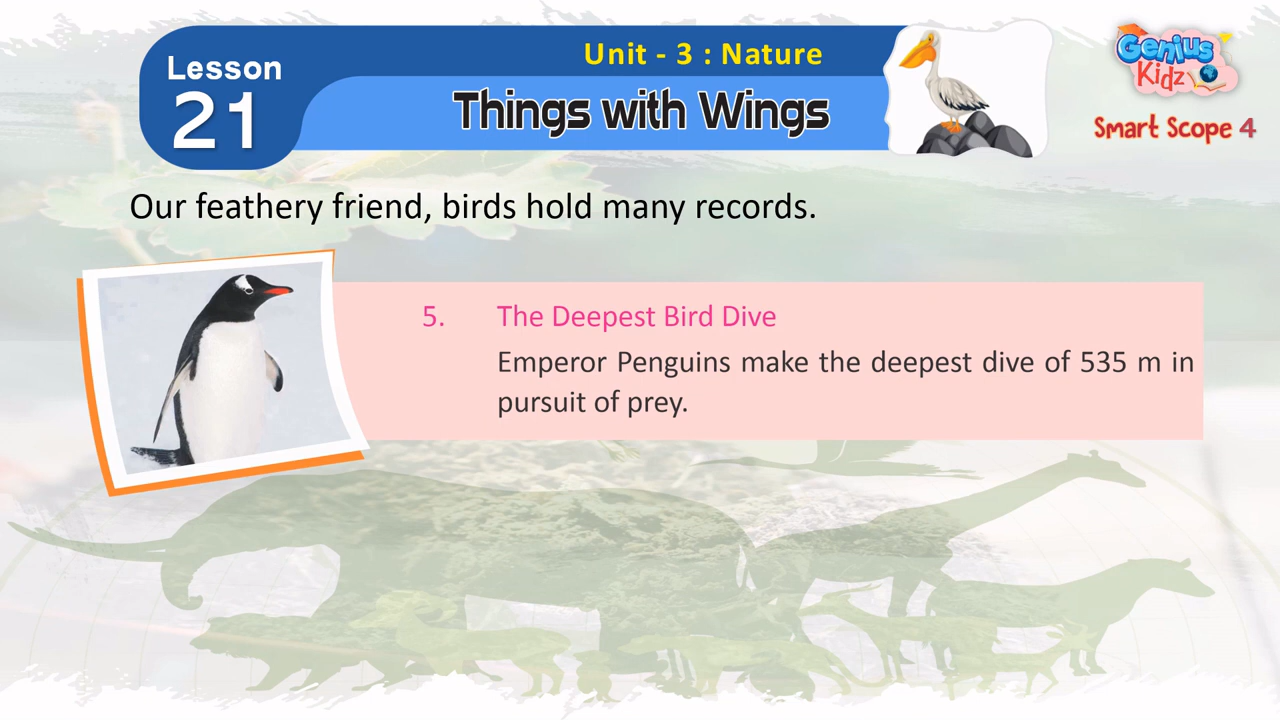 Lesson
21
Unit - 3 : Nature
Things with Wings
Genius
Kidz
Smart Scope 4
Our feathery friend, birds hold many records.
5. The Deepest Bird Dive
Emperor Penguins make the deepest dive of 535 m in
pursuit of prey.